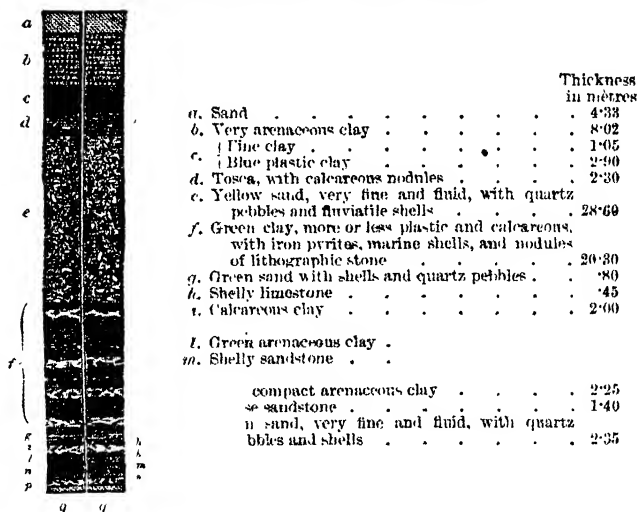 a
b
c
d
e
f
g
i
l
n
p
h
k
m
q q
Thickness
in mètres
a. Sand . . . . . . . 4·33
b. Very arenaceous clay . . . . . . 8·02
c. { Fine clay . . . . . . . 1·05
{ Blue plastic clay . . . . . . 2·90
d. Tosca, with calcareous nodules . . . . 2·30
e. Yellow sand, very fine and fluid, with quartz
pebbles and fluviatile shells . . . . 28·60
f. Green clay, more or less plastic and calcareous,
with iron pyrites, marine shells, and nodules
of lithographic stone . . . . . 20·30
g. Green sand with shells and quartz pebbles . . ·80
h. Shelly limestone . . . . . . ·45
i. Calcareous clay . . . . . . 2·00
l. Green arenaceous clay .
m. Shelly sandstone . .
compact arenaceous clay . . . . 2·25
se sandstone . . . . . . 1·40
n sand, very fine and fluid, with quartz
bbles and shells . . . . . 2·35